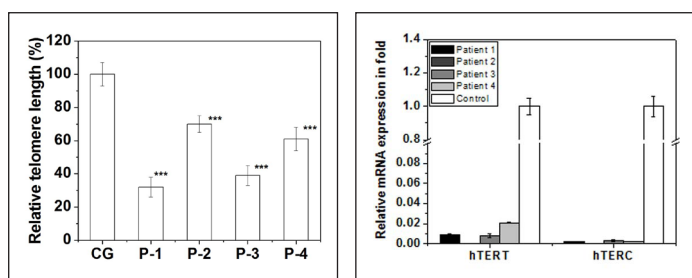 Relative telomere length (%)
120
100
80
60
40
20
0
***
***
***
***
CG P-1 P-2 P-3 P-4
Relative mRNA expression in fold
1.4
1.2
1.0
0.8
0.06
0.04
0.02
0.00
Patient 1
Patient 2
Patient 3
Patient 4
Control
hTERT hTERC